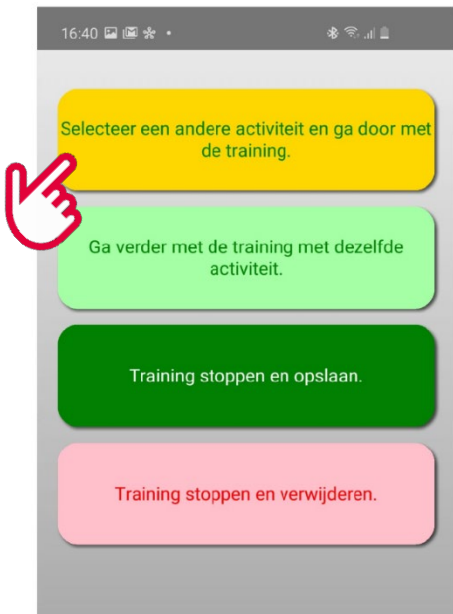 16:40
Selecteer een andere activiteit en ga door met
de training.
Ga verder met de training met dezelfde
activiteit.
Training stoppen en opslaan.
Training stoppen en verwijderen.